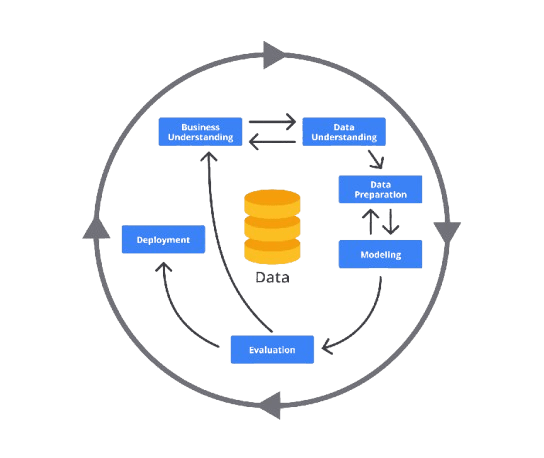 Business
Understanding
Data
Understanding
Data
Preparation
Deployment
Modeling
Data
Evaluation